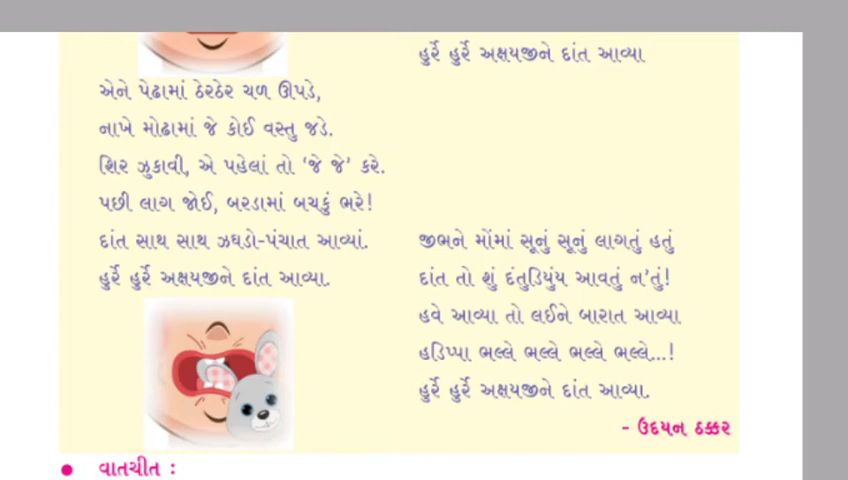 હુર્રે હુર્રે અક્ષયજીને દાંત આવ્યા
એને પેઢામાં ઠેરઠેર ચળ ઊપડે,
નાખે મોઢામાં જે કોઈ વસ્તુ જડે.
શિર ઝુકાવી, એ પહેલાં તો ‘જે જે’ કરે.
પછી લાગ જોઈ, બરડામાં બચકું ભરે!
દાંત સાથ સાથ ઝઘડો-પંચાત આવ્યાં.
હુર્રે હુર્રે અક્ષયજીને દાંત આવ્યા.
જીભને મોંમાં સૂનું સૂનું લાગતું હતું
દાંત તો શું દંતુડિયુંય આવતું ન’તું!
હવે આવ્યા તો લઈને બારાત આવ્યા
હડિપ્પા ભલ્લે ભલ્લે ભલ્લે ભલ્લે...!
હુર્રે હુર્રે અક્ષયજીને દાંત આવ્યા.
- ઉદયન ઠક્કર
● વાતચીત :